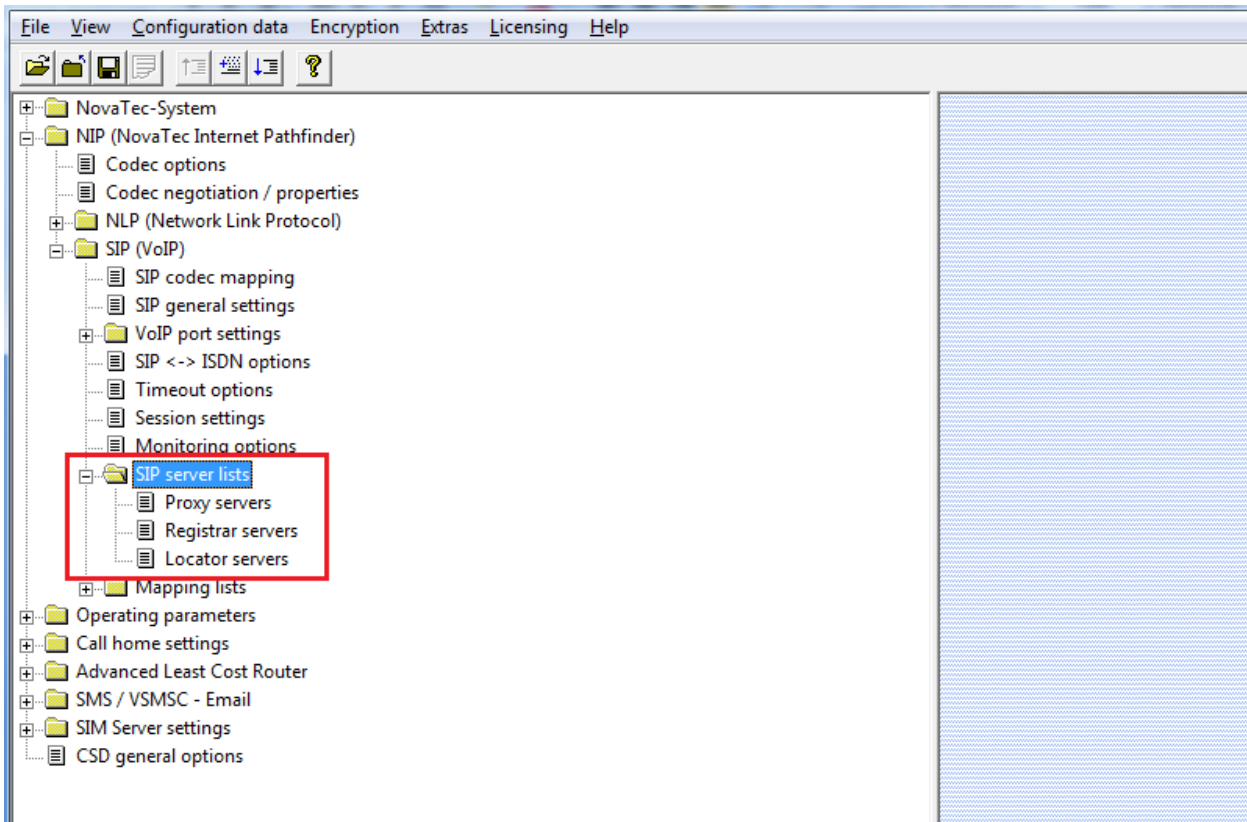 File View Configuration data Encryption Extras Licensing Help
NovaTec-System
NIP (NovaTec Internet Pathfinder)
Codec options
Codec negotiation / properties
NLP (Network Link Protocol)
SIP (VoIP)
SIP codec mapping
SIP general settings
VoIP port settings
SIP <-> ISDN options
Timeout options
Session settings
Monitoring options
SIP server lists
Proxy servers
Registrar servers
Locator servers
Mapping lists
Operating parameters
Call home settings
Advanced Least Cost Router
SMS / VSMSC - Email
SIM Server settings
CSD general options